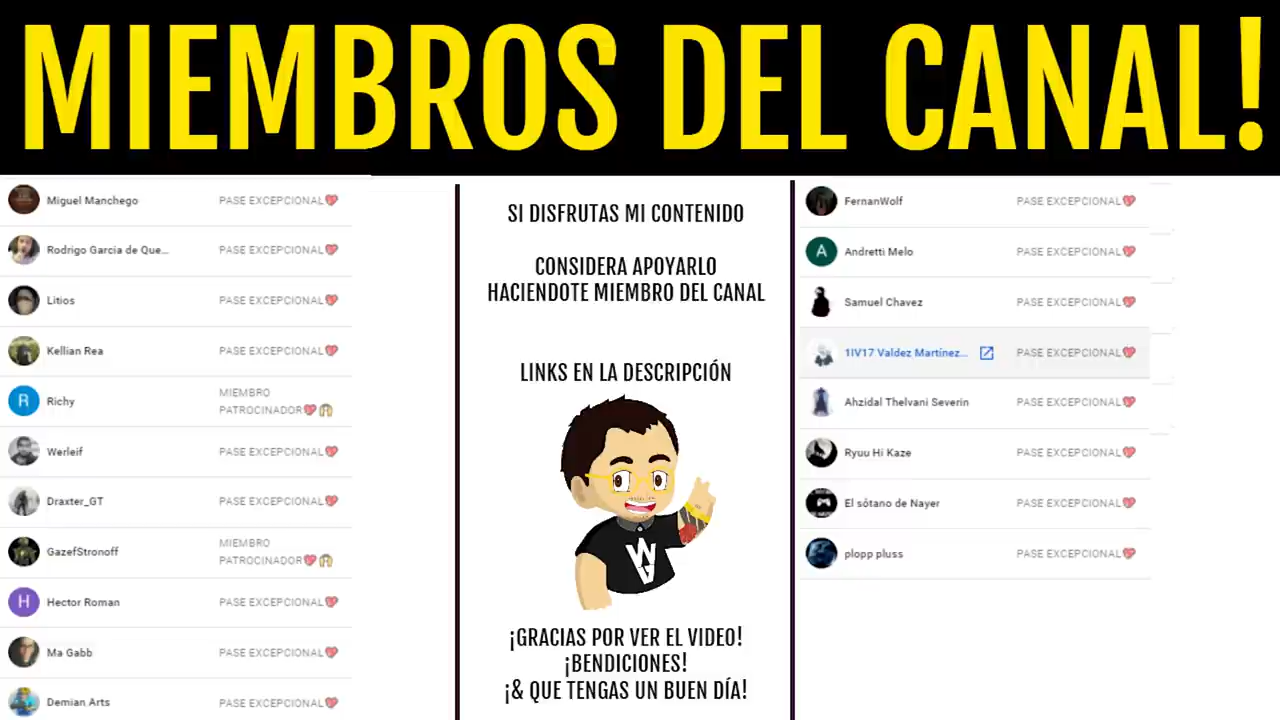 MIEMBROS DEL CANAL!
Miguel Manchego PASE EXCEPCIONAL💖
Rodrigo Garcia de Que... PASE EXCEPCIONAL💖
Litios PASE EXCEPCIONAL💖
Kellian Rea PASE EXCEPCIONAL💖
R Richy MIEMBRO
PATROCINADOR💖🙌
Werleif PASE EXCEPCIONAL💖
Draxter_GT PASE EXCEPCIONAL💖
GazefStronoff MIEMBRO
PATROCINADOR💖🙌
H Hector Roman PASE EXCEPCIONAL💖
Ma Gabb PASE EXCEPCIONAL💖
Demian Arts PASE EXCEPCIONAL💖
SI DISFRUTAS MI CONTENIDO
CONSIDERA APOYARLO
HACIENDOTE MIEMBRO DEL CANAL
LINKS EN LA DESCRIPCIÓN
¡GRACIAS POR VER EL VIDEO!
¡BENDICIONES!
¡& QUE TENGAS UN BUEN DÍA!
FernanWolf PASE EXCEPCIONAL💖
A Andretti Melo PASE EXCEPCIONAL💖
Samuel Chavez PASE EXCEPCIONAL💖
1IV17 Valdez Martínez... PASE EXCEPCIONAL💖
Ahzidal Thelvani Severin PASE EXCEPCIONAL💖
Ryuu Hi Kaze PASE EXCEPCIONAL💖
El sótano de Nayer PASE EXCEPCIONAL💖
plopp pluss PASE EXCEPCIONAL💖